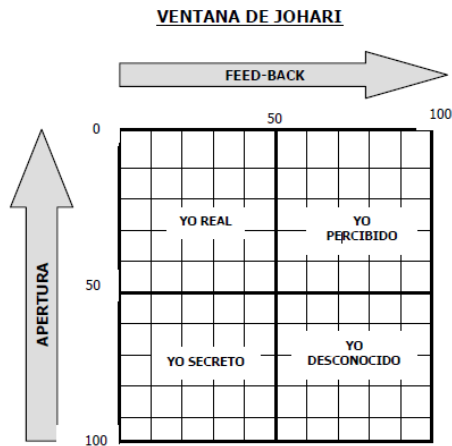 VENTANA DE JOHARI
FEED-BACK
0
50
100
YO REAL
YO
PERCIBIDO
APERTURA
50
YO SECRETO
YO
DESCONOCIDO
100